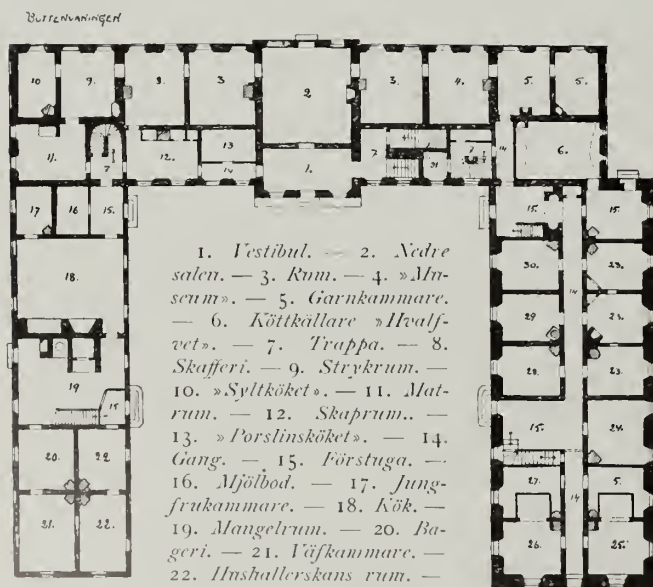 BOTTENVÅNINGEN
10 9. 8. 3 2 3. 4. 5. 5.
11. 7 12. 13 14 1. 7 31 7 14 6.
17 16. 15. 15. 15.
18. 30. 23.
29 14 23.
19 15 28. 23.
20. 22. 15. 24.
21. 22. 27. 14 5.
26. 25.
1. Vestibul. — 2. Nedre
salen. — 3. Rum. — 4. »Mu-
seum». — 5. Garnkammare.
— 6. Köttkällare »Hvalf-
vet». — 7. Trappa. — 8.
Skafferi. — 9. Strykrum. —
10. »Syltköket». — 11. Mat-
rum. — 12. Skaprum.. —
13. »Porslinsköket». — 14.
Gang. — 15. Förstuga. —
16. Mjölbod. — 17. Jung-
frukammare. — 18. Kök. —
19. Mangelrum. — 20. Ba-
geri. — 21. Väfkammare. —
22. Hushallerskans rum. —